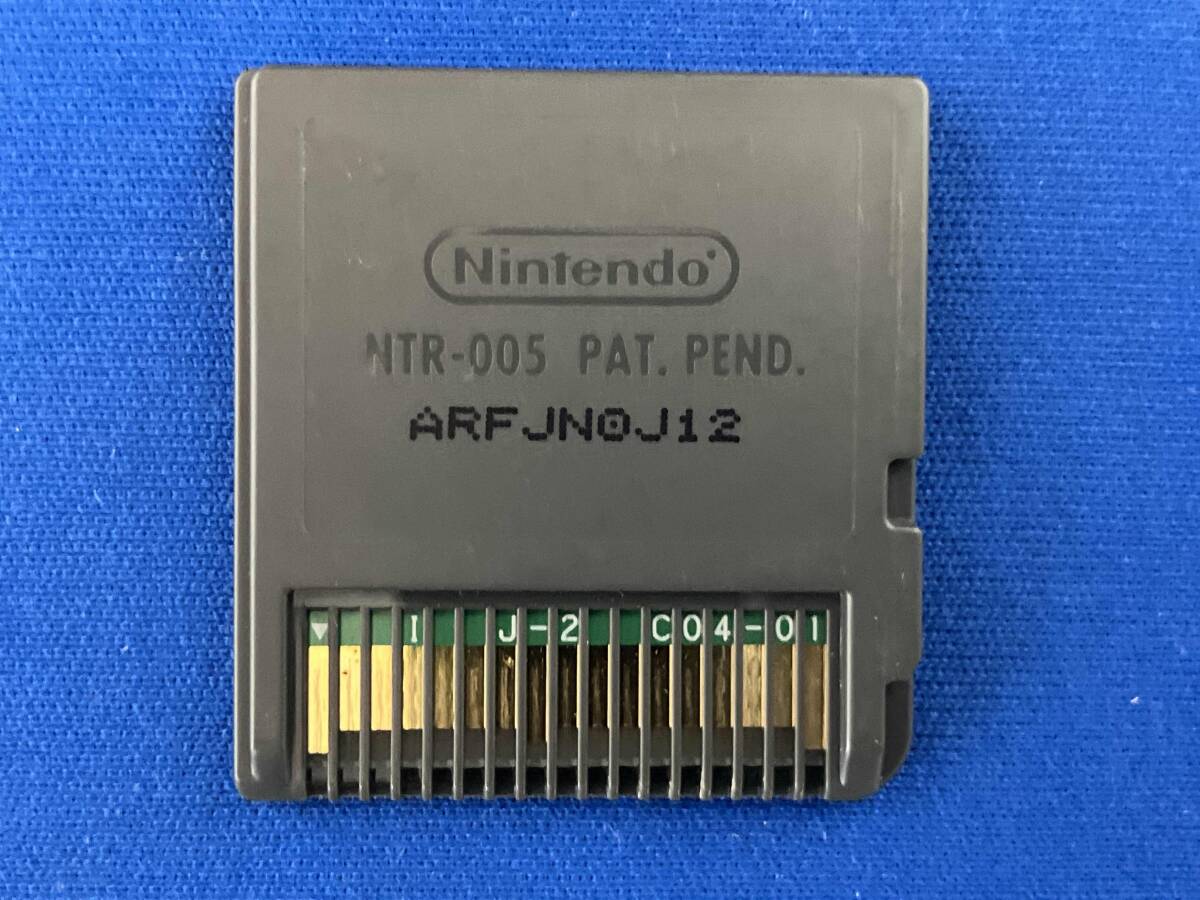 Nintendo
NTR-005 PAT. PEND.
ARFJN0J12
▼ I J-2 C04-01